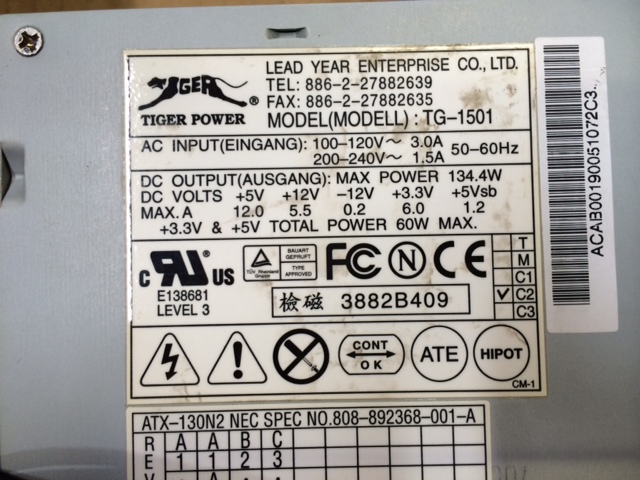 LEAD YEAR ENTERPRISE CO., LTD.
TEL: 886-2-27882639
FAX: 886-2-27882635
TIGER
®
TIGER POWER
MODEL(MODELL) : TG-1501
AC INPUT(EINGANG): 100-120V~ 3.0A 50-60Hz
200-240V~ 1.5A
DC OUTPUT(AUSGANG): MAX POWER 134.4W
DC VOLTS +5V +12V -12V +3.3V +5Vsb
MAX.A 12.0 5.5 0.2 6.0 1.2
+3.3V & +5V TOTAL POWER 60W MAX.
c RU US
E138681
LEVEL 3
TÜV Rheinland
BAUART
GEPRUFT
TYPE
APPROVED
FC N CE
檢磁 3882B409
T
M
C1
✓ C2
C3
CONT
OK
ATE
HIPOT
CM-1
ACAB00190051072C3
ATX-130N2 NEC SPEC NO.808-892368-001-A
R A A B C
E 1 1 2 3